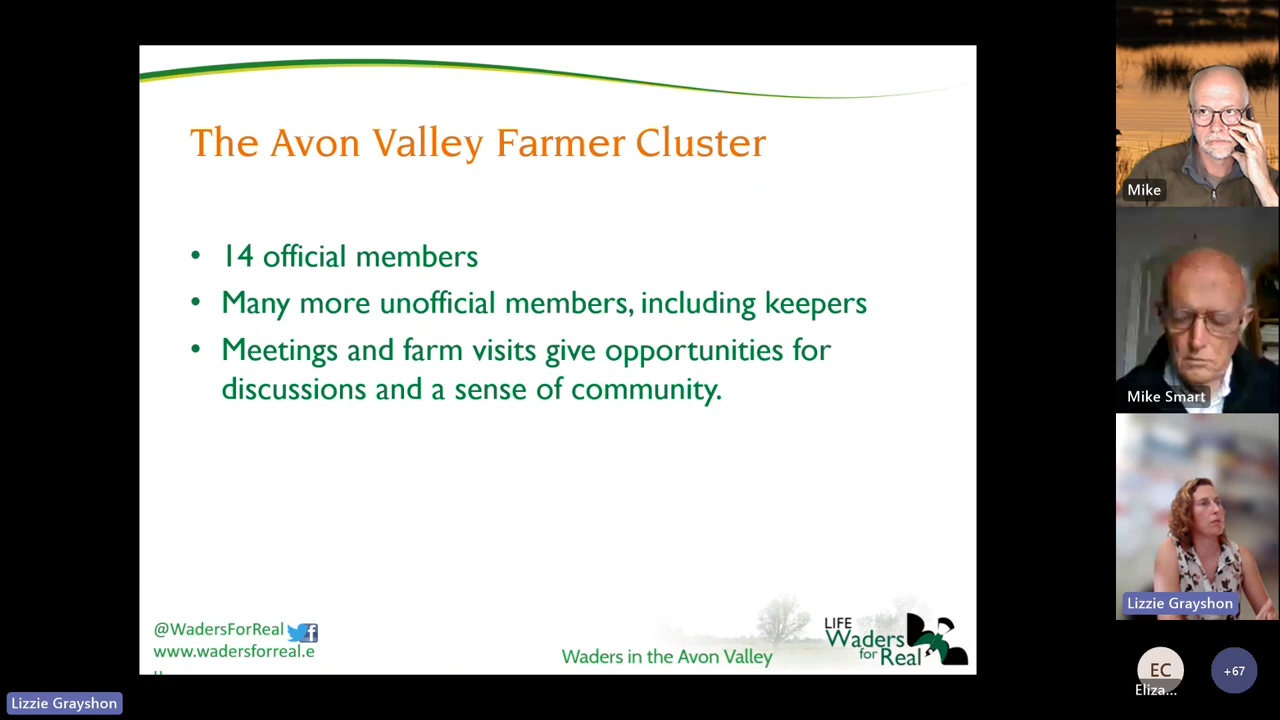 The Avon Valley Farmer Cluster
• 14 official members
• Many more unofficial members, including keepers
• Meetings and farm visits give opportunities for
discussions and a sense of community.
@WadersForReal
www.wadersforreal.e
Waders in the Avon Valley
LIFE
Waders
for Real
Mike
Mike Smart
Lizzie Grayshon
EC
Eliza...
+67
Lizzie Grayshon